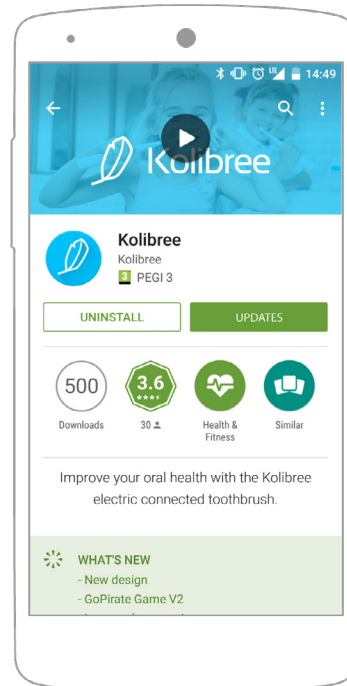 LTE 14:49
Kolibree
Kolibree
Kolibree
3 PEGI 3
UNINSTALL
UPDATES
500
3.6
Downloads
30
Health & Fitness
Similar
Improve your oral health with the Kolibree
electric connected toothbrush.
WHAT'S NEW
- New design
- GoPirate Game V2